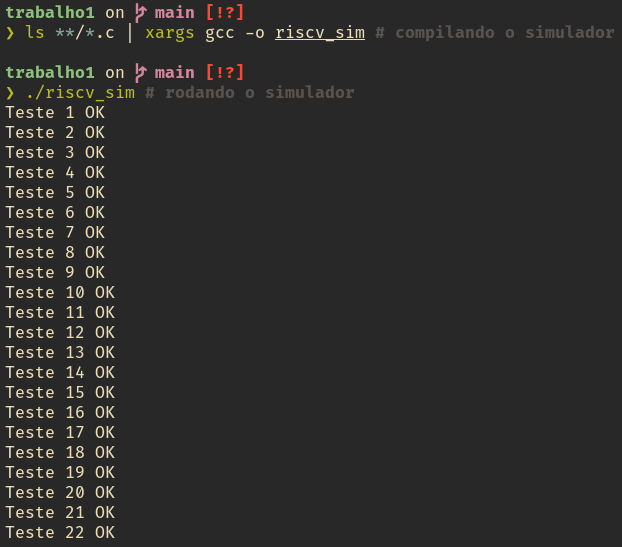 trabalho1 on  main [!?]
❯ ls **/*.c | xargs gcc -o riscv_sim # compilando o simulador
trabalho1 on  main [!?]
❯ ./riscv_sim # rodando o simulador
Teste 1 OK
Teste 2 OK
Teste 3 OK
Teste 4 OK
Teste 5 OK
Teste 6 OK
Teste 7 OK
Teste 8 OK
Teste 9 OK
Teste 10 OK
Teste 11 OK
Teste 12 OK
Teste 13 OK
Teste 14 OK
Teste 15 OK
Teste 16 OK
Teste 17 OK
Teste 18 OK
Teste 19 OK
Teste 20 OK
Teste 21 OK
Teste 22 OK